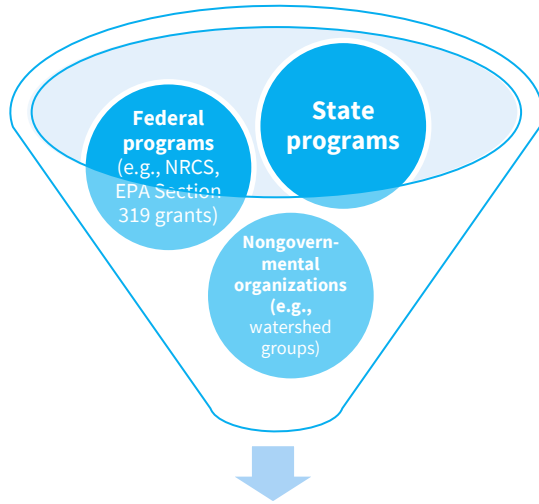 Federal
programs
(e.g., NRCS,
EPA Section
319 grants)
State
programs
Nongovern-
mental
organizations
(e.g.,
watershed
groups)